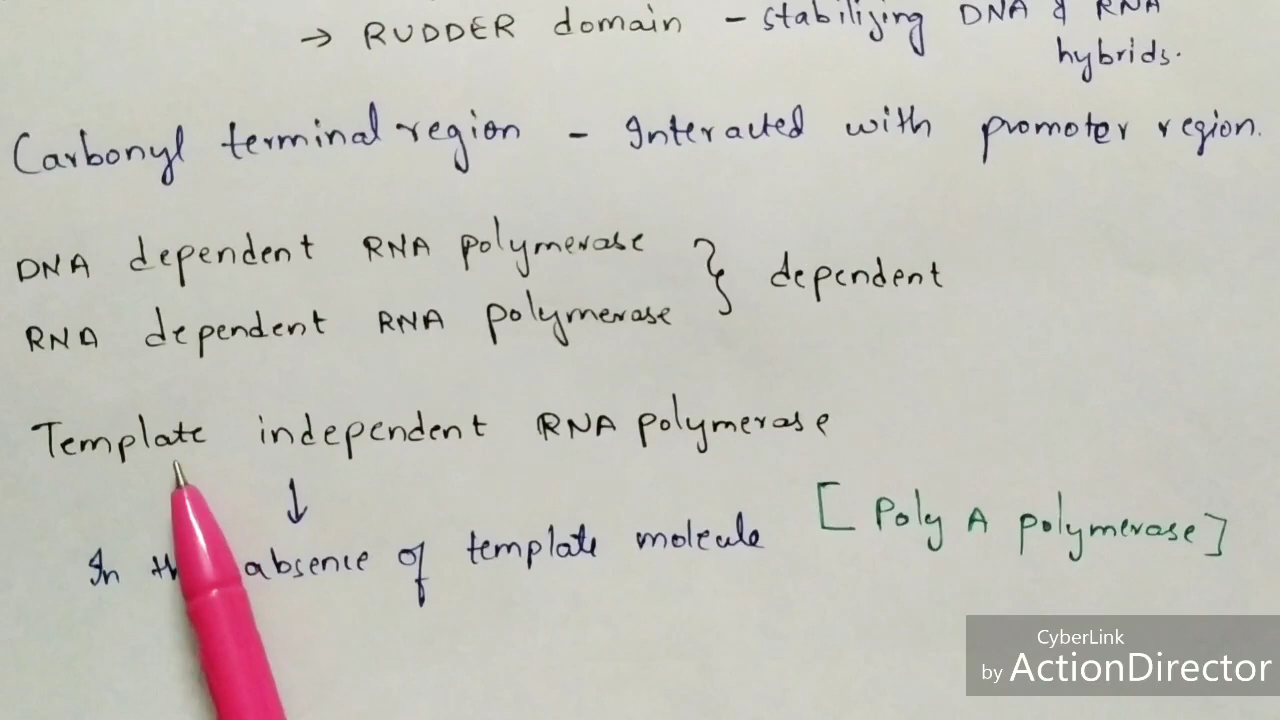 → RUDDER domain - stabilizing DNA & RNA
hybrids.
Carbonyl terminal region - Interacted with promoter region.
DNA dependent RNA polymerase
RNA dependent RNA polymerase } dependent
Template independent RNA polymerase
↓
In the absence of template molecule [Poly A polymerase]
CyberLink
by ActionDirector